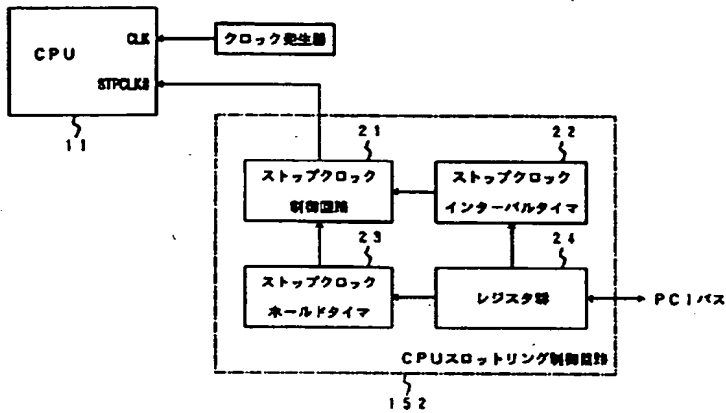 CPU
CLK
クロック発生器
STPCLK#
11
21
22
ストップクロック
制御回路
ストップクロック
インターバルタイマ
23
24
ストップクロック
ホールドタイマ
レジスタ群
PCIバス
CPUスロットリング制御回路
152